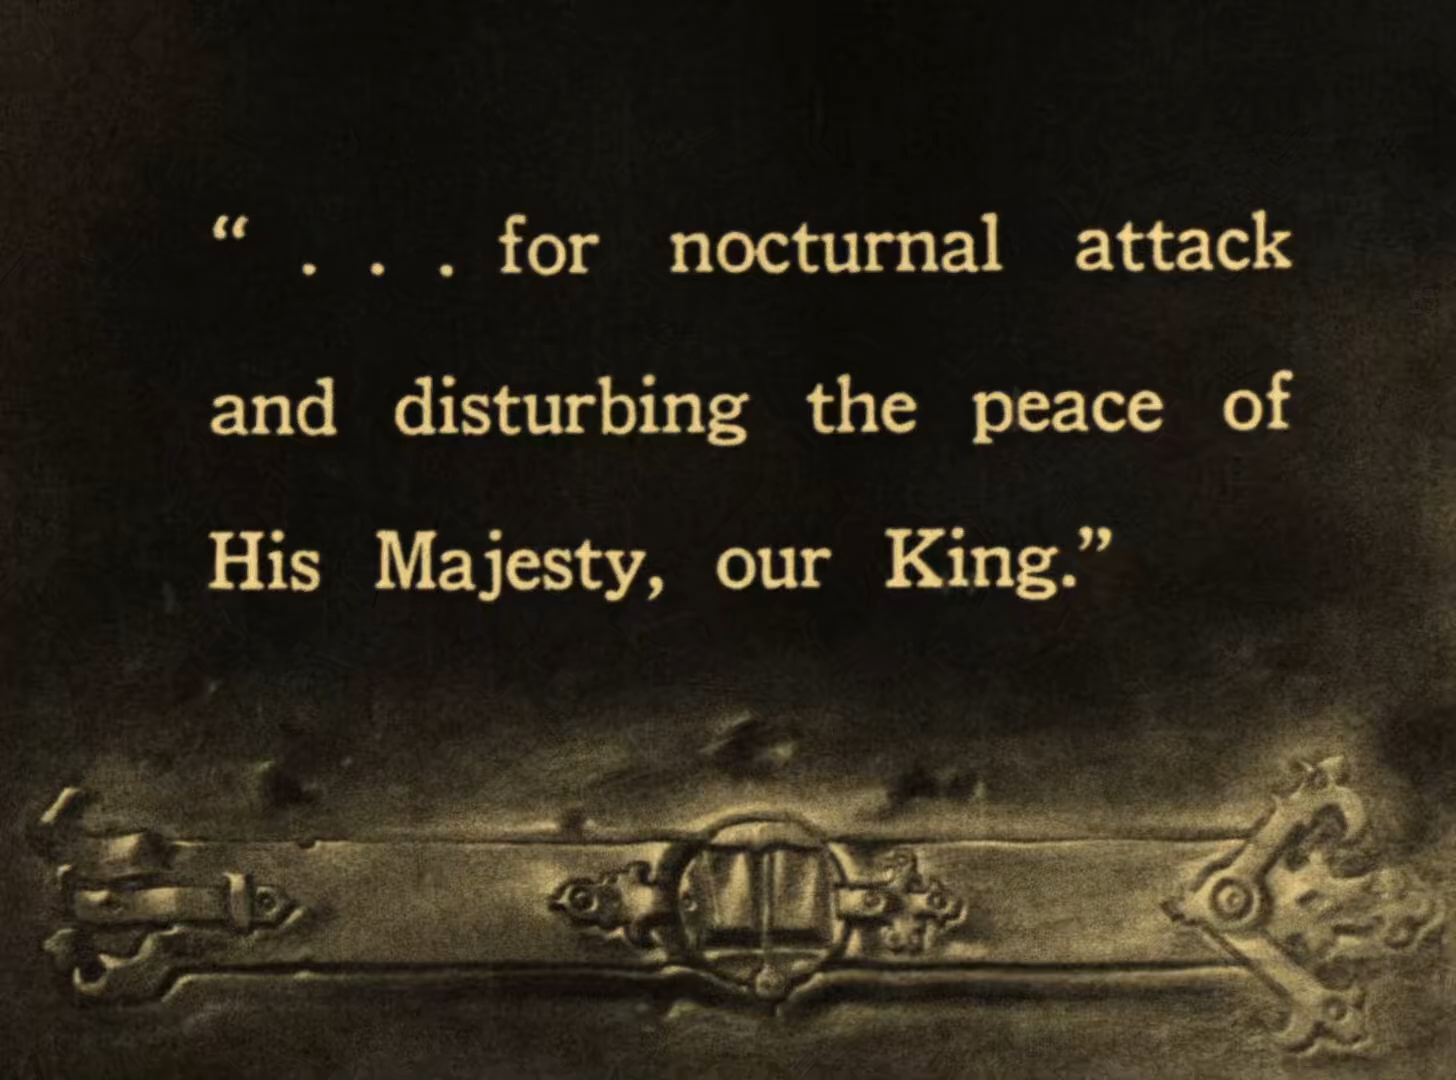 “ . . . for nocturnal attack
and disturbing the peace of
His Majesty, our King.”